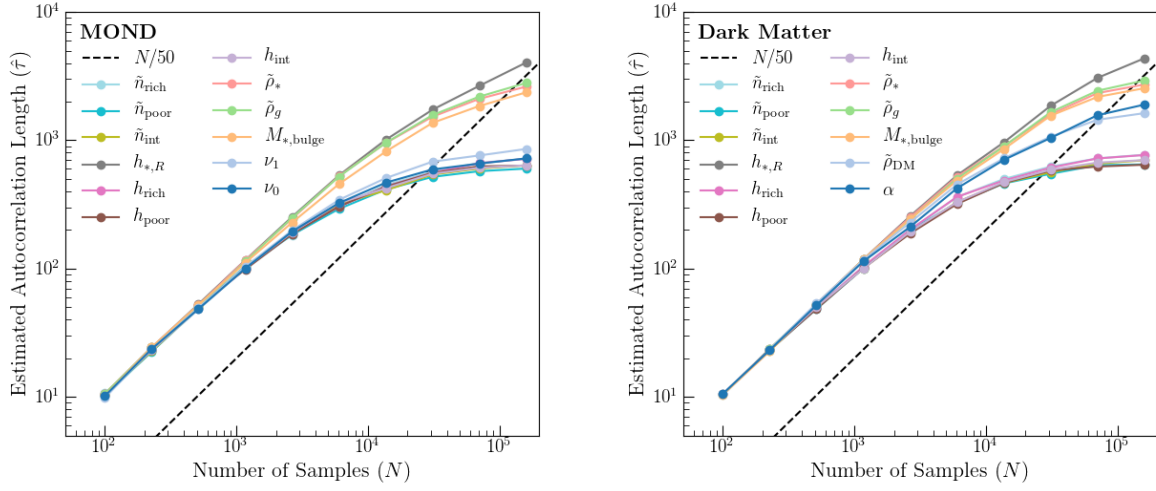 MOND
N/50
ñ_rich
ñ_poor
ñ_int
h_{*,R}
h_rich
h_poor
h_int
ρ̃_*
ρ̃_g
M_{*,bulge}
ν_1
ν_0
Estimated Autocorrelation Length (τ̂)
10^4
10^3
10^2
10^1
10^2
10^3
10^4
10^5
Number of Samples (N)
Dark Matter
N/50
ñ_rich
ñ_poor
ñ_int
h_{*,R}
h_rich
h_poor
h_int
ρ̃_*
ρ̃_g
M_{*,bulge}
ρ̃_DM
α
Estimated Autocorrelation Length (τ̂)
10^4
10^3
10^2
10^1
10^2
10^3
10^4
10^5
Number of Samples (N)